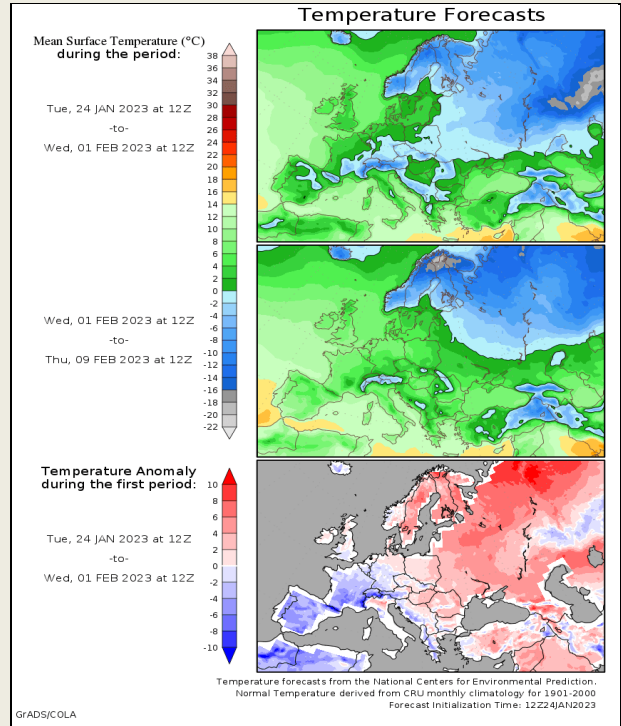 Temperature Forecasts
Mean Surface Temperature (°C)
during the period:
Tue, 24 JAN 2023 at 12Z
-to-
Wed, 01 FEB 2023 at 12Z
38
36
34
32
30
28
26
24
22
20
18
16
14
12
10
8
6
4
2
0
-2
-4
-6
-8
-10
-12
-14
-16
-18
-20
-22
Wed, 01 FEB 2023 at 12Z
-to-
Thu, 09 FEB 2023 at 12Z
Temperature Anomaly
during the first period:
Tue, 24 JAN 2023 at 12Z
-to-
Wed, 01 FEB 2023 at 12Z
10
8
6
4
2
0
-2
-4
-6
-8
-10
Temperature forecasts from the National Centers for Environmental Prediction.
Normal Temperature derived from CRU monthly climatology for 1901-2000
Forecast Initialization Time: 12Z24JAN2023
GrADS/COLA